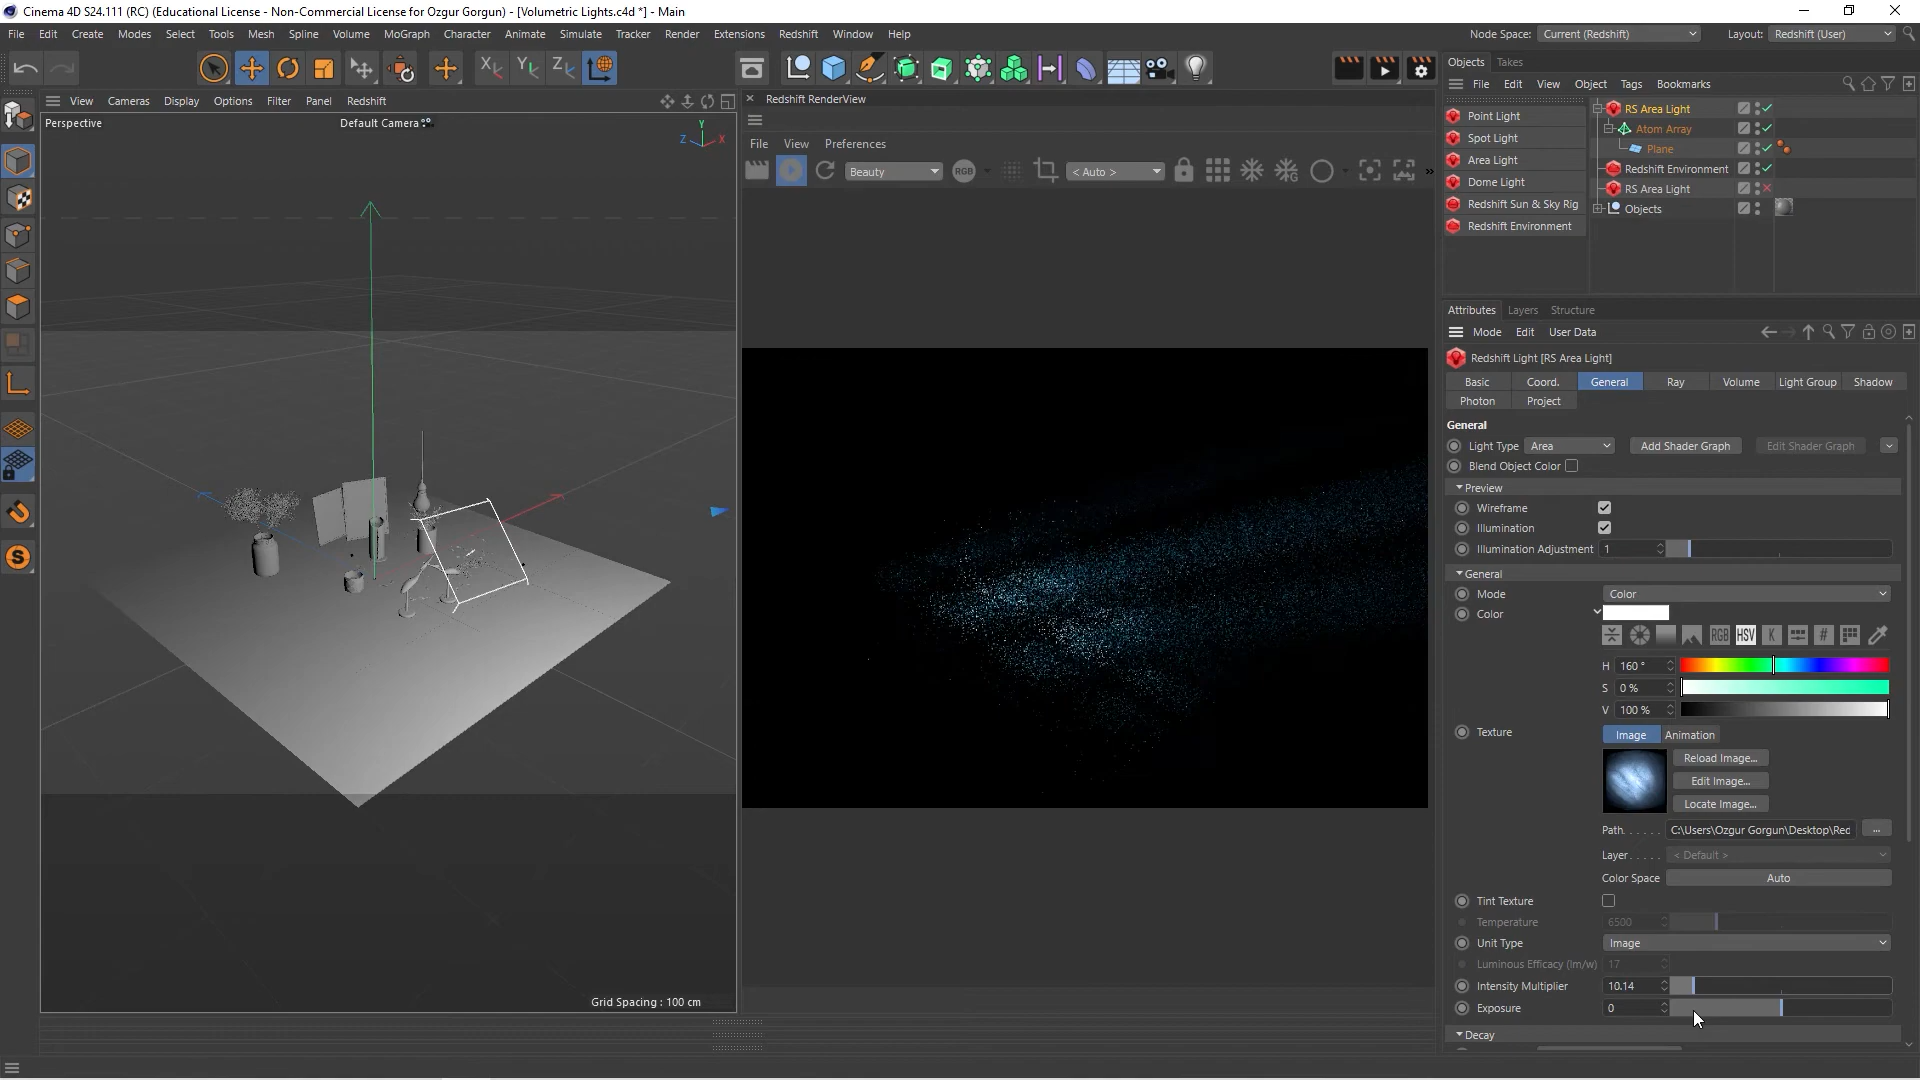 Cinema 4D S24.111 (RC) (Educational License - Non-Commercial License for Ozgur Gorgun) - [Volumetric Lights.c4d *] - Main
File Edit Create Modes Select Tools Mesh Spline Volume MoGraph Character Animate Simulate Tracker Render Extensions Redshift Window Help
Node Space: Current (Redshift) Layout: Redshift (User)
X Y Z
Objects Takes
File Edit View Object Tags Bookmarks
View Cameras Display Options Filter Panel Redshift
Redshift RenderView
Perspective
Default Camera
Y
Z X
File View Preferences
Beauty RGB < Auto > G »
Point Light
Spot Light
Area Light
Dome Light
Redshift Sun & Sky Rig
Redshift Environment
RS Area Light
Atom Array
Plane
Redshift Environment
RS Area Light
Objects
S
Grid Spacing : 100 cm
Attributes Layers Structure
Mode Edit User Data
Redshift Light [RS Area Light]
Basic Coord. General Ray Volume Light Group Shadow
Photon Project
General
Light Type Area Add Shader Graph Edit Shader Graph
Blend Object Color
Preview
Wireframe
Illumination
Illumination Adjustment 1
General
Mode Color
Color
RGB HSV K #
H 160 °
S 0 %
V 100 %
Texture Image Animation
Reload Image...
Edit Image...
Locate Image...
Path. . . . . . C:\Users\Ozgur Gorgun\Desktop\Rec ...
Layer . . . . . < Default >
Color Space Auto
Tint Texture
Temperature 6500
Unit Type Image
Luminous Efficacy (lm/w) 17
Intensity Multiplier 10.14
Exposure 0
Decay